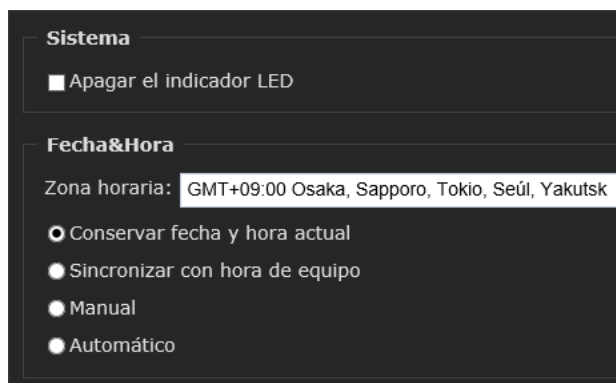 Sistema
Apagar el indicador LED
Fecha&Hora
Zona horaria: GMT+09:00 Osaka, Sapporo, Tokio, Seúl, Yakutsk
Conservar fecha y hora actual
Sincronizar con hora de equipo
Manual
Automático